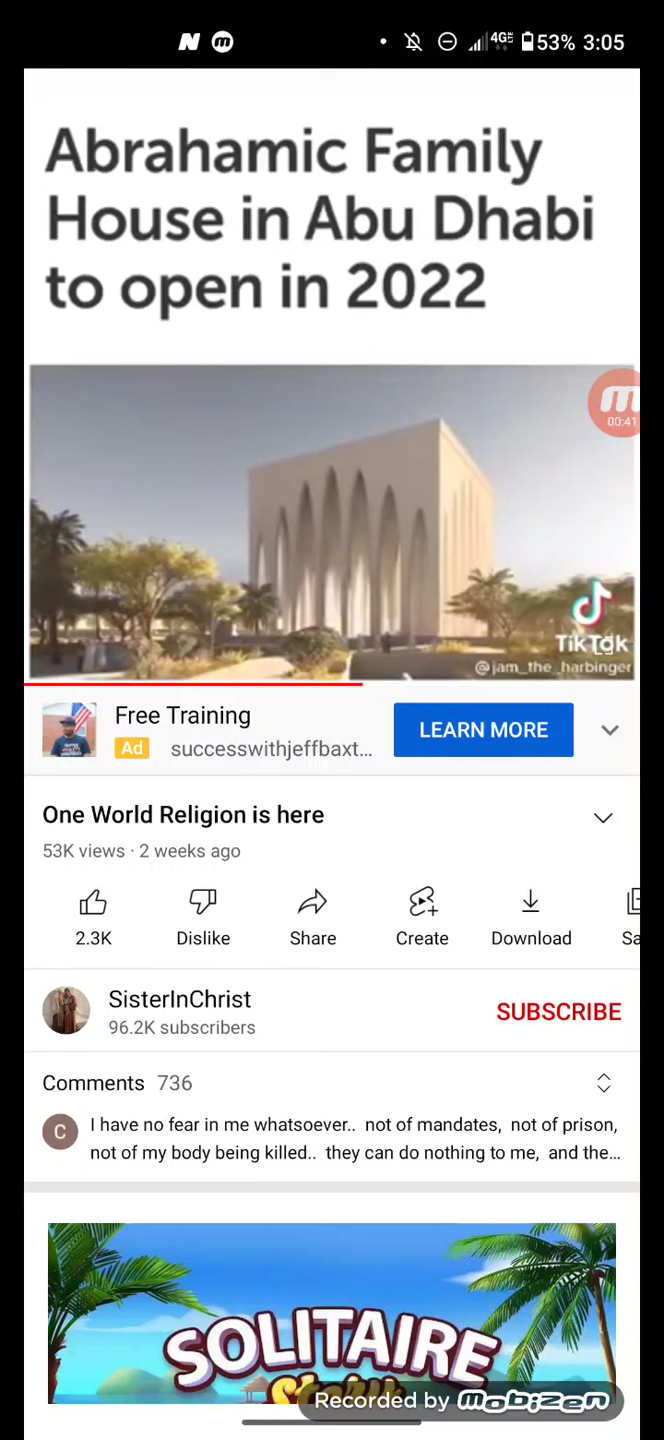 53% 3:05
4GE
Abrahamic Family
House in Abu Dhabi
to open in 2022
00:41
TikTok
@jam_the_harbinger
Free Training
LEARN MORE
Ad successwithjeffbaxt...
One World Religion is here
53K views · 2 weeks ago
2.3K Dislike Share Create Download Sa
SisterInChrist
SUBSCRIBE
96.2K subscribers
Comments 736
C
I have no fear in me whatsoever.. not of mandates, not of prison,
not of my body being killed.. they can do nothing to me, and the...
SOLITAIRE
Story
Recorded by mobizen